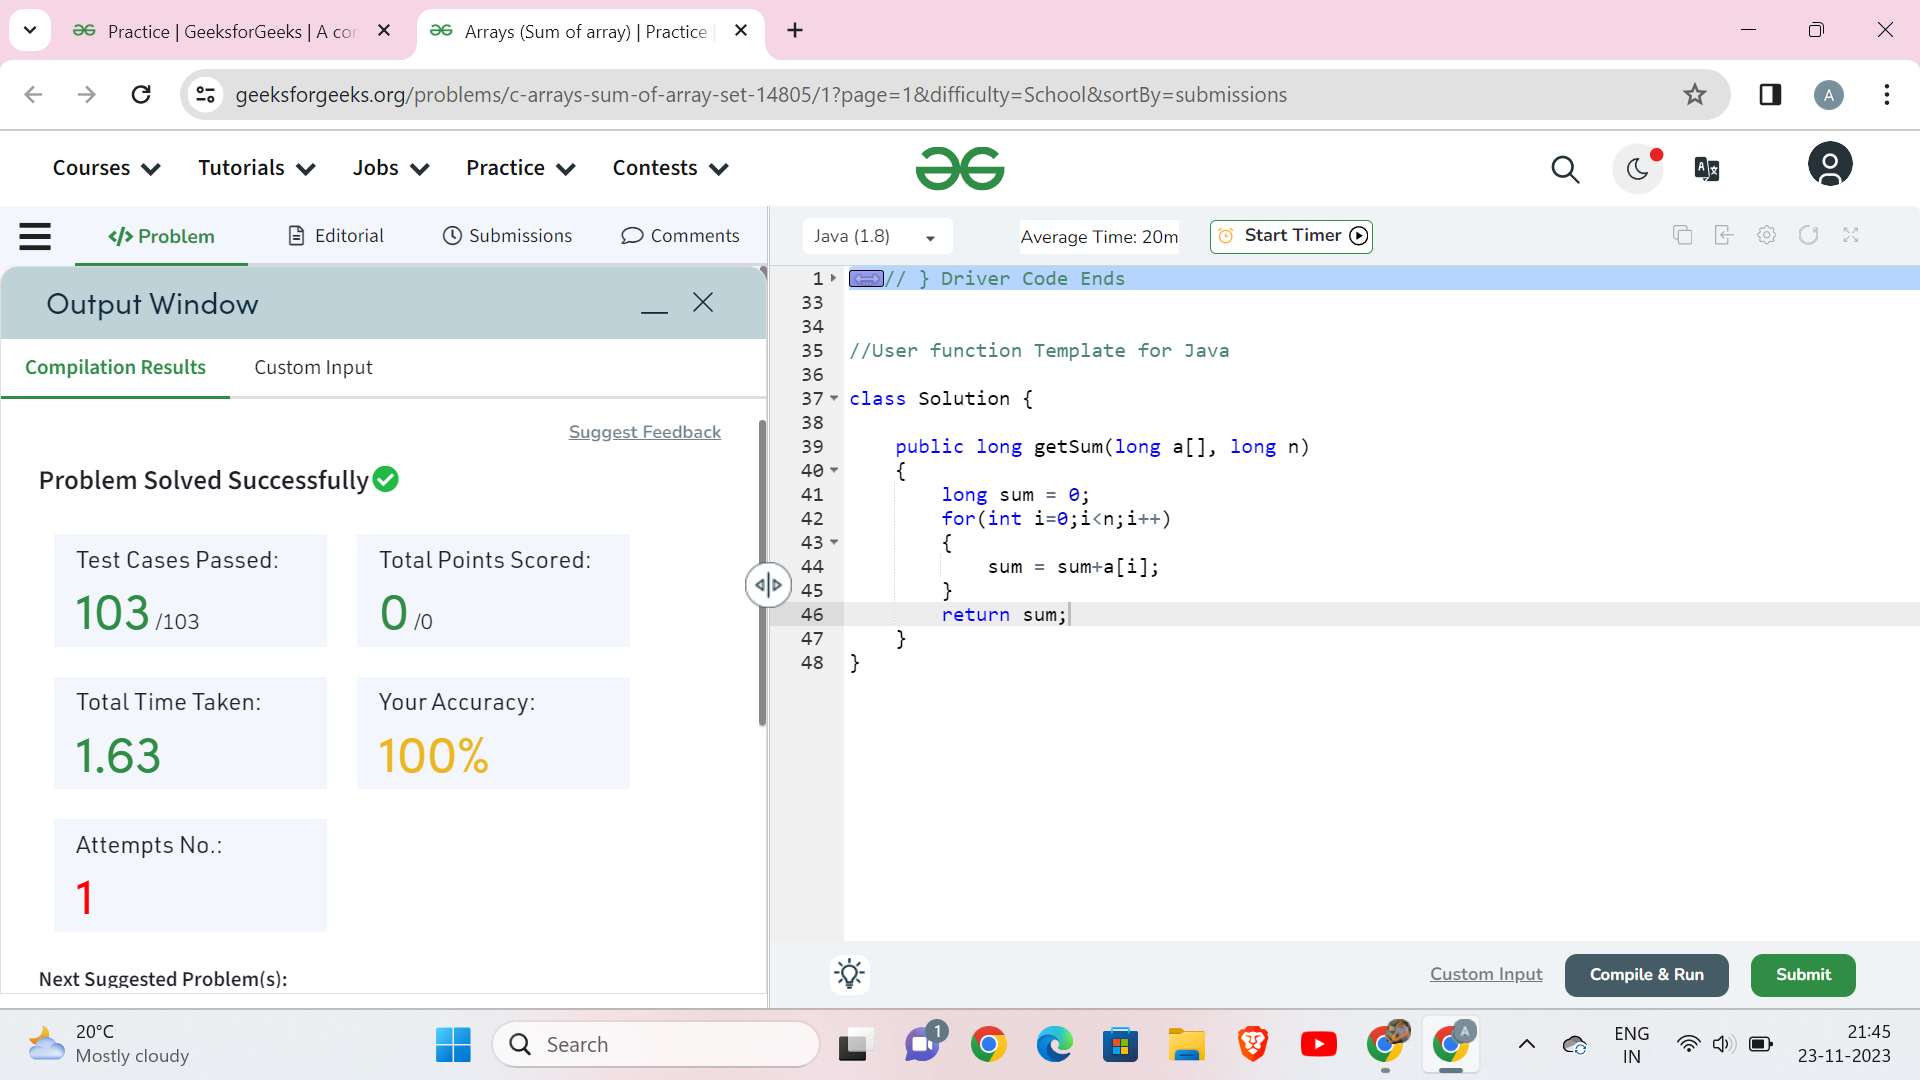 Practice | GeeksforGeeks | A co
Arrays (Sum of array) | Practice
geeksforgeeks.org/problems/c-arrays-sum-of-array-set-14805/1?page=1&difficulty=School&sortBy=submissions
A
Courses
Tutorials
Jobs
Practice
Contests
</> Problem
Editorial
Submissions
Comments
Java (1.8)
Average Time: 20m
Start Timer
Output Window
Compilation Results
Custom Input
Suggest Feedback
Problem Solved Successfully
Test Cases Passed:
103 /103
Total Points Scored:
0 /0
Total Time Taken:
1.63
Your Accuracy:
100%
Attempts No.:
1
Next Suggested Problem(s):
1 // } Driver Code Ends
33
34
35 //User function Template for Java
36
37 class Solution {
38
39 public long getSum(long a[], long n)
40 {
41 long sum = 0;
42 for(int i=0;i<n;i++)
43 {
44 sum = sum+a[i];
45 }
46 return sum;
47 }
48 }
Custom Input
Compile & Run
Submit
20°C
Mostly cloudy
Search
1
A
ENG
IN
21:45
23-11-2023